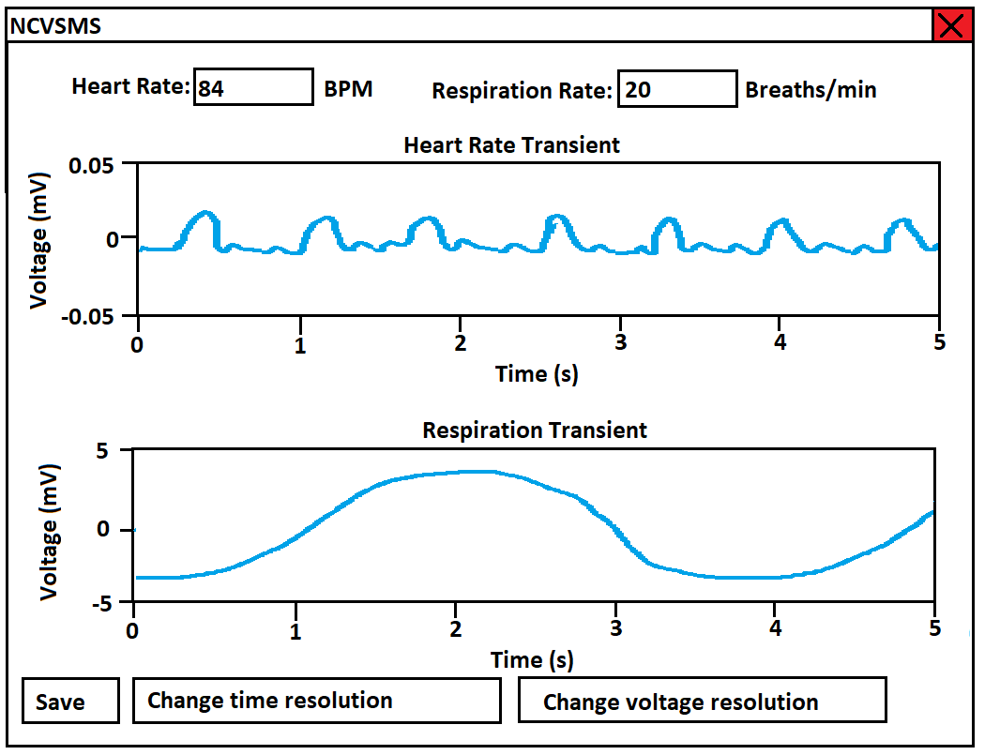 NCVSMS
Heart Rate: 84 BPM Respiration Rate: 20 Breaths/min
Heart Rate Transient
Voltage (mV)
0.05
0
-0.05
0 1 2 3 4 5
Time (s)
Respiration Transient
Voltage (mV)
5
0
-5
0 1 2 3 4 5
Time (s)
Save Change time resolution Change voltage resolution